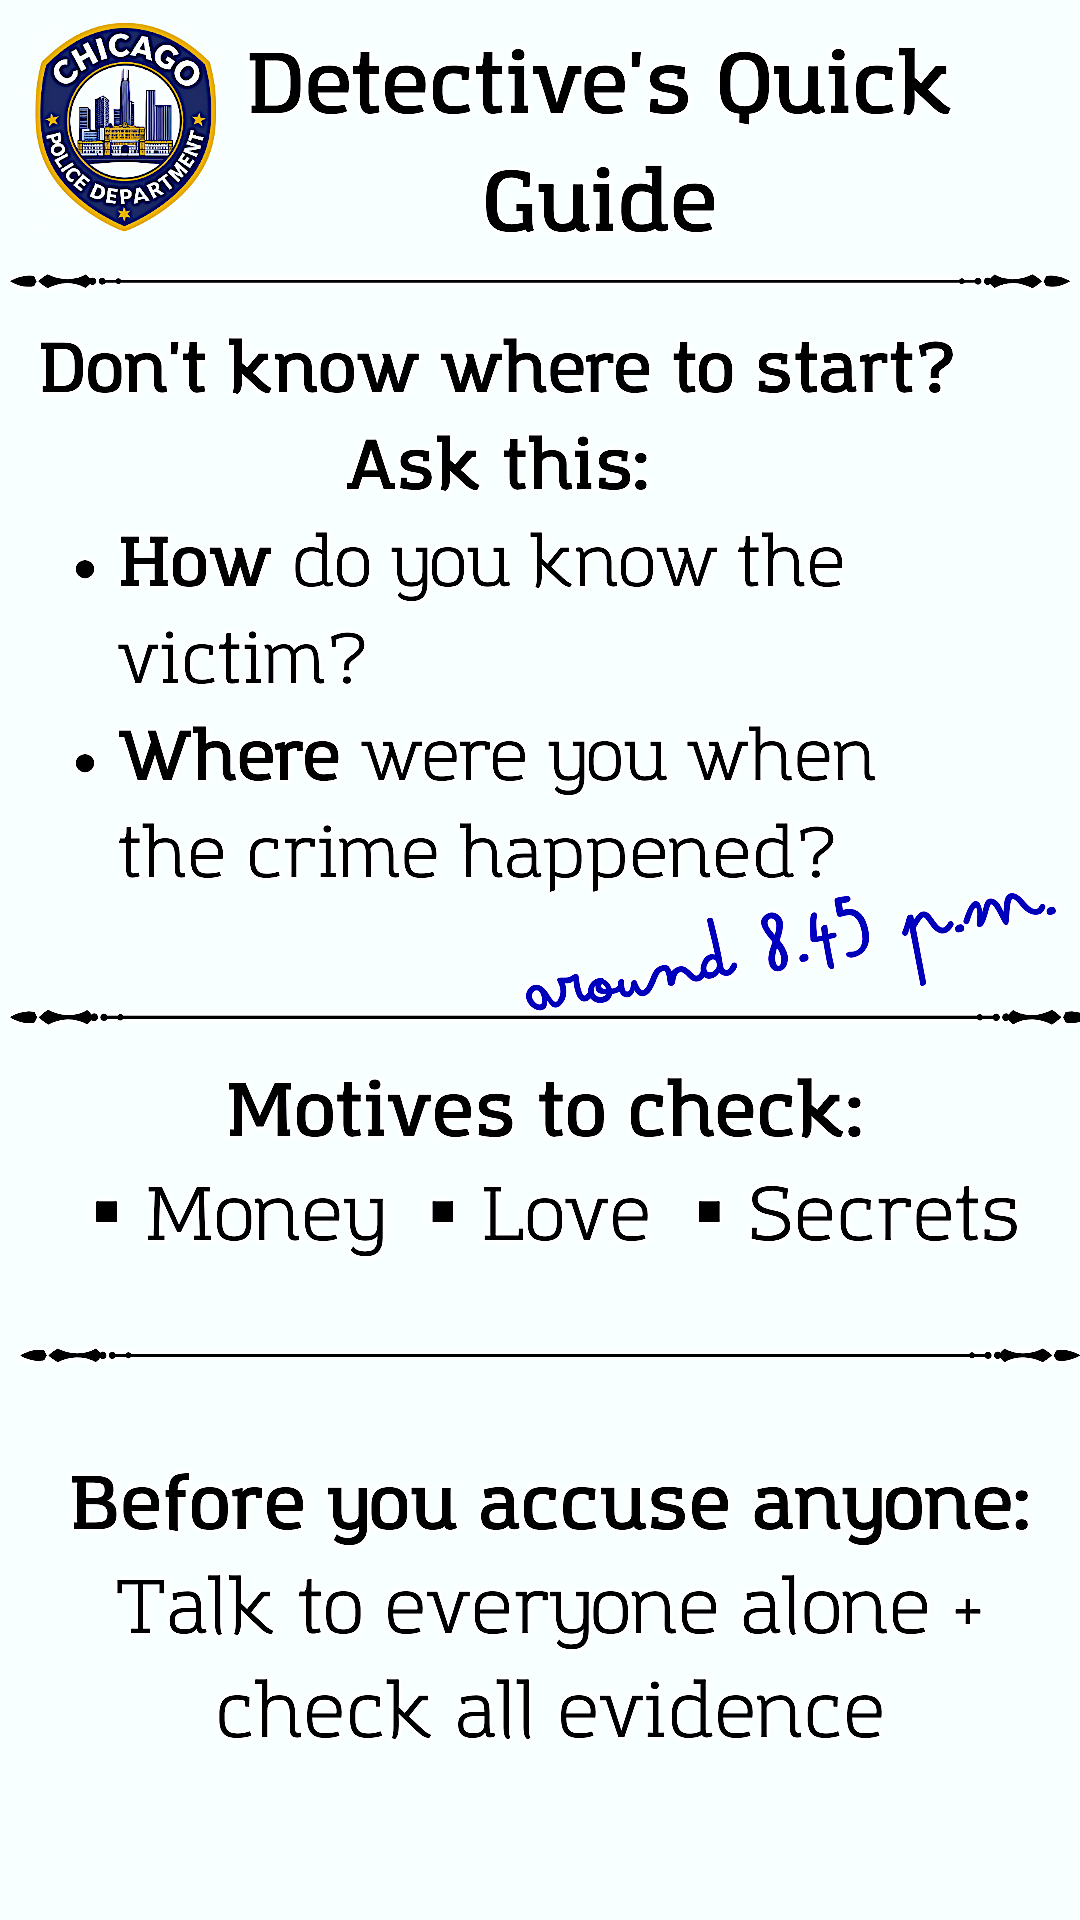 CHICAGO
POLICE DEPARTMENT
Detective's Quick
Guide
Don't know where to start?
Ask this:
• How do you know the
victim?
• Where were you when
the crime happened?
around 8.45 p.m.
Motives to check:
▪ Money ▪ Love ▪ Secrets
Before you accuse anyone:
Talk to everyone alone +
check all evidence